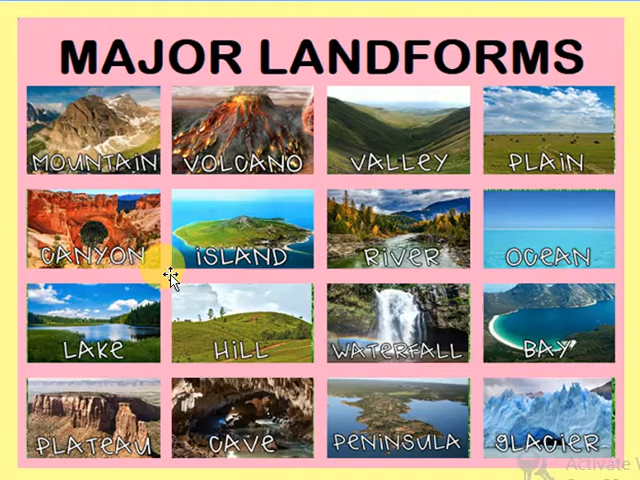 MAJOR LANDFORMS
MOUNTAIN VOLCANO VALLEY PLAIN
CANYON ISLAND RIVER OCEAN
LAKE HILL WATERFALL BAY
PLATEAU CAVE PENINSULA GLACIER
Activate